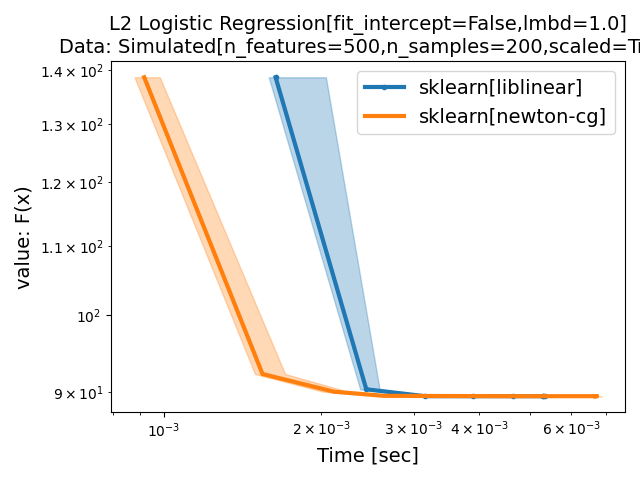 L2 Logistic Regression[fit_intercept=False,lmbd=1.0]
Data: Simulated[n_features=500,n_samples=200,scaled=Tr
sklearn[liblinear]
sklearn[newton-cg]
value: F(x)
1.4 × 10²
1.3 × 10²
1.2 × 10²
1.1 × 10²
10²
9 × 10¹
10⁻³
2 × 10⁻³
3 × 10⁻³
4 × 10⁻³
6 × 10⁻³
Time [sec]